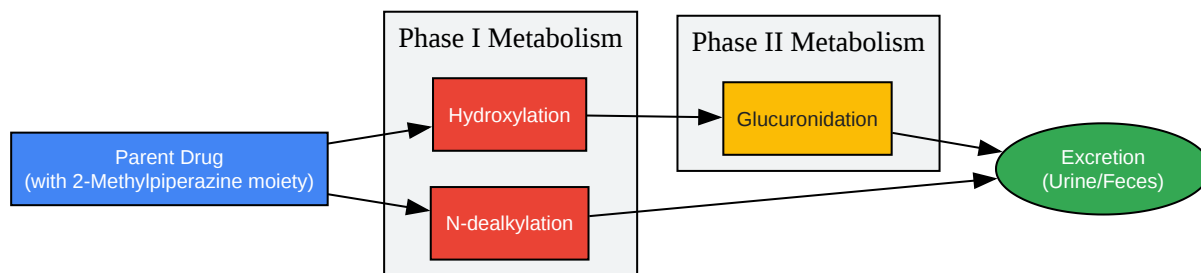 Phase I Metabolism
Phase II Metabolism
Hydroxylation
Glucuronidation
Parent Drug
(with 2-Methylpiperazine moiety)
Excretion
(Urine/Feces)
N-dealkylation